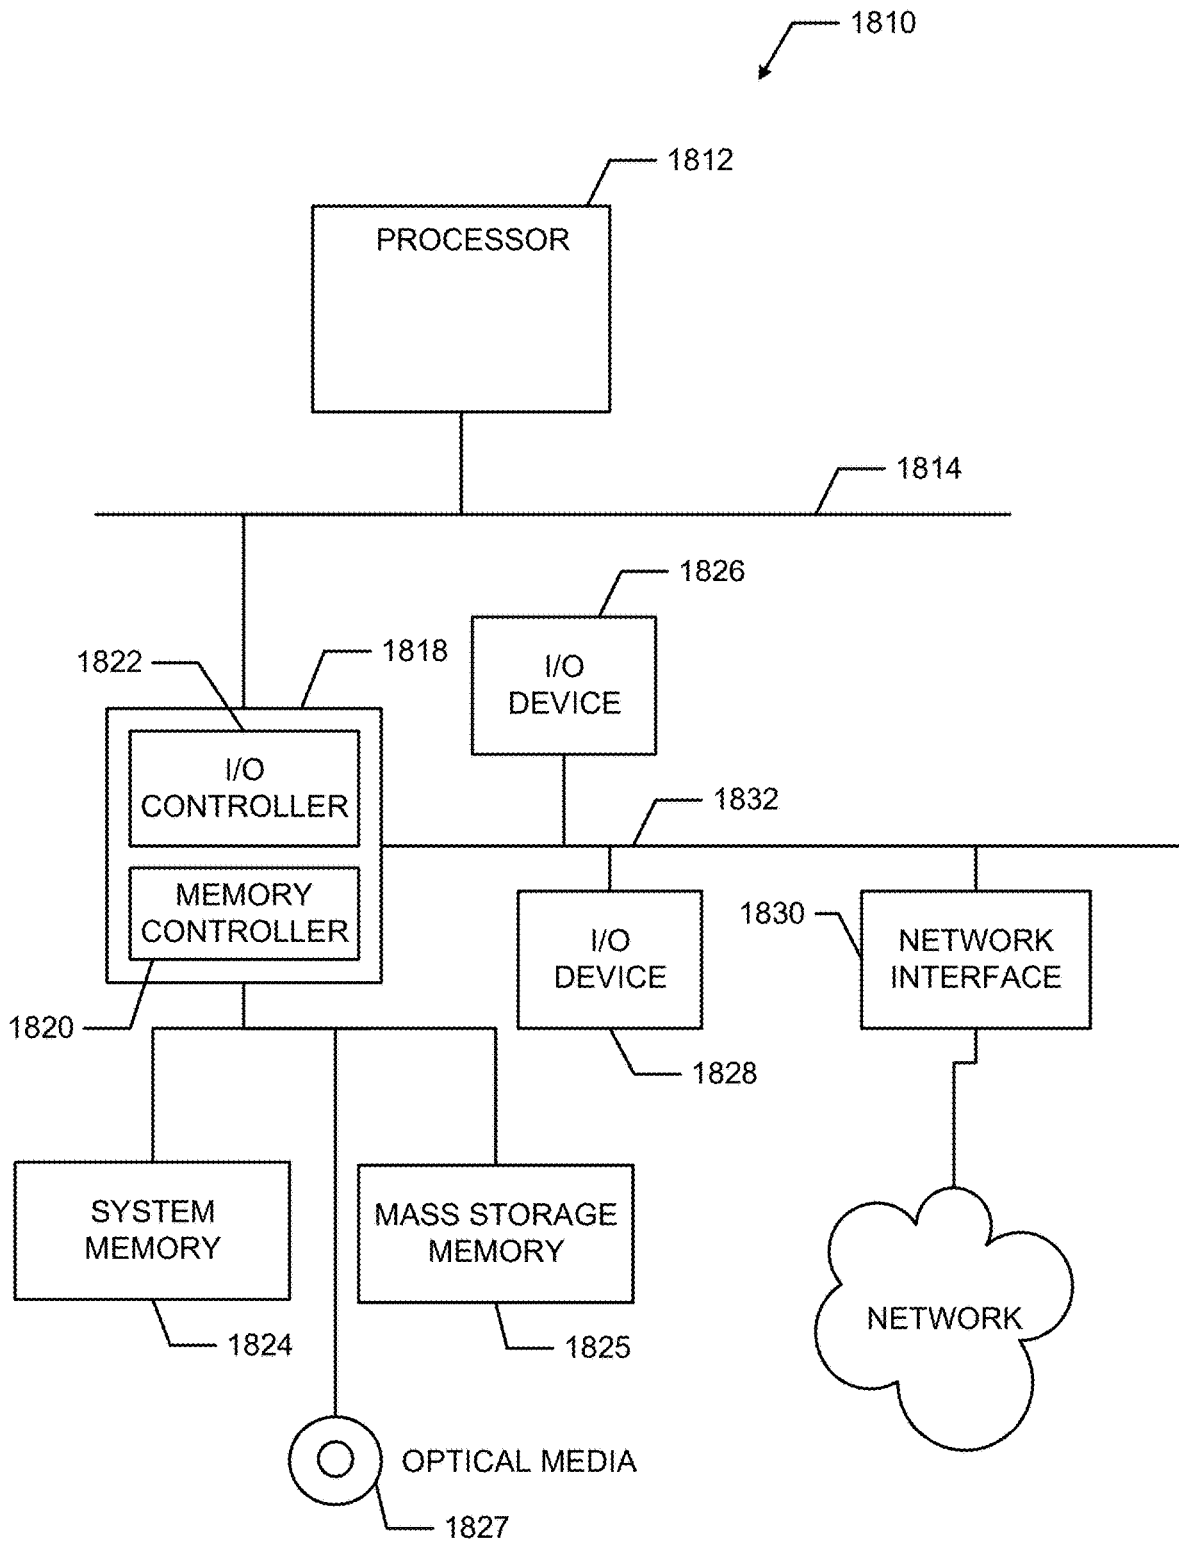 1810
1812
PROCESSOR
1814
1826
1822
1818
I/O
DEVICE
I/O
CONTROLLER
1832
MEMORY
CONTROLLER
1830
I/O
DEVICE
NETWORK
INTERFACE
1820
1828
SYSTEM
MEMORY
MASS STORAGE
MEMORY
NETWORK
1824
1825
OPTICAL MEDIA
1827